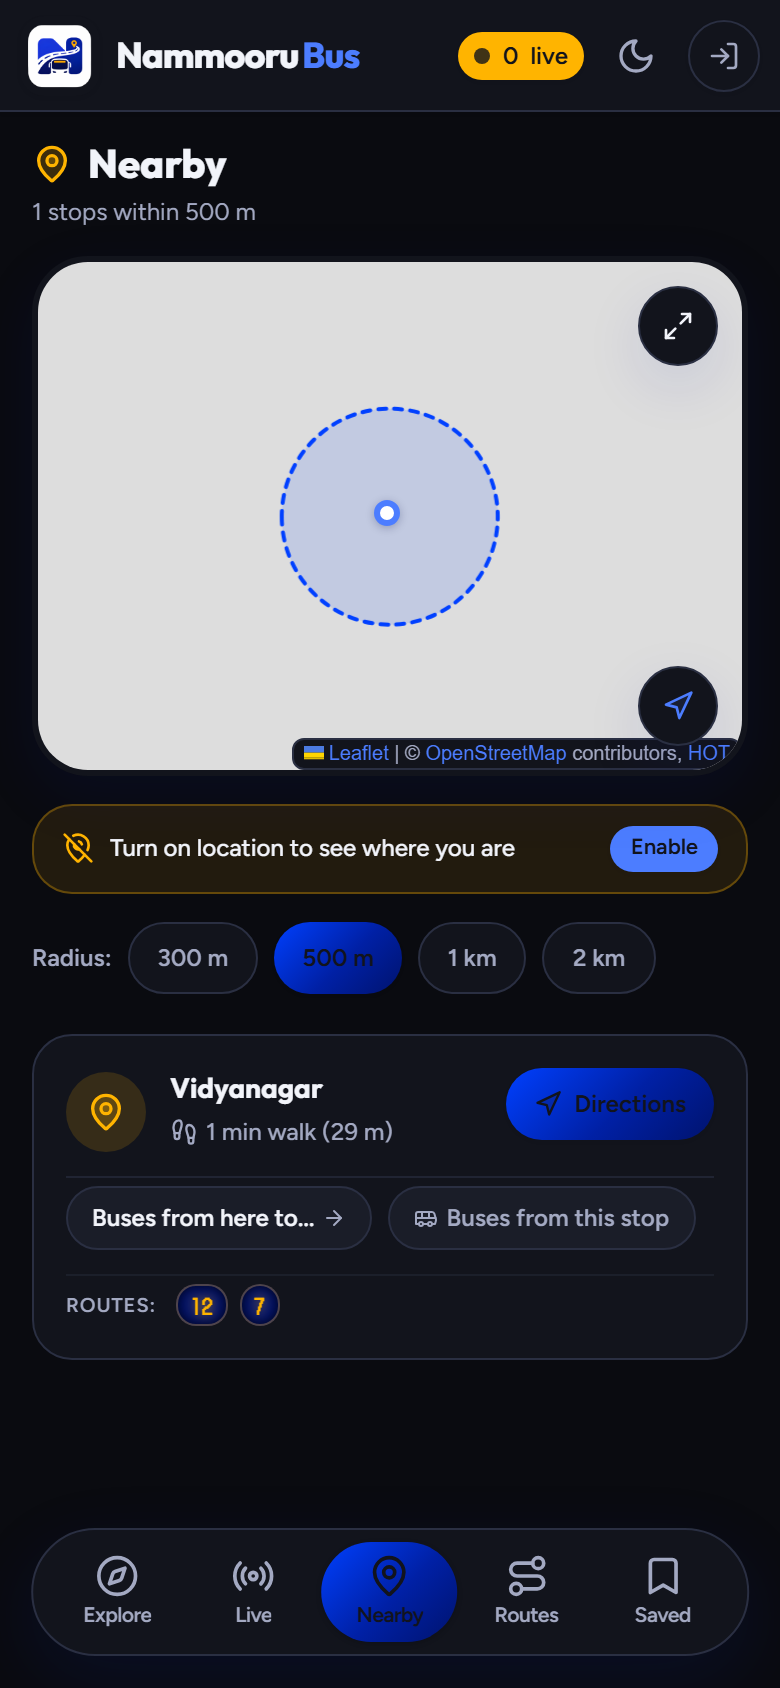 Nammooru Bus
0 live
Nearby
1 stops within 500 m
Leaflet | © OpenStreetMap contributors, HOT
Turn on location to see where you are
Enable
Radius: 300 m 500 m 1 km 2 km
Vidyanagar
1 min walk (29 m)
Directions
Buses from here to...
Buses from this stop
ROUTES: 12 7
Explore Live Nearby Routes Saved